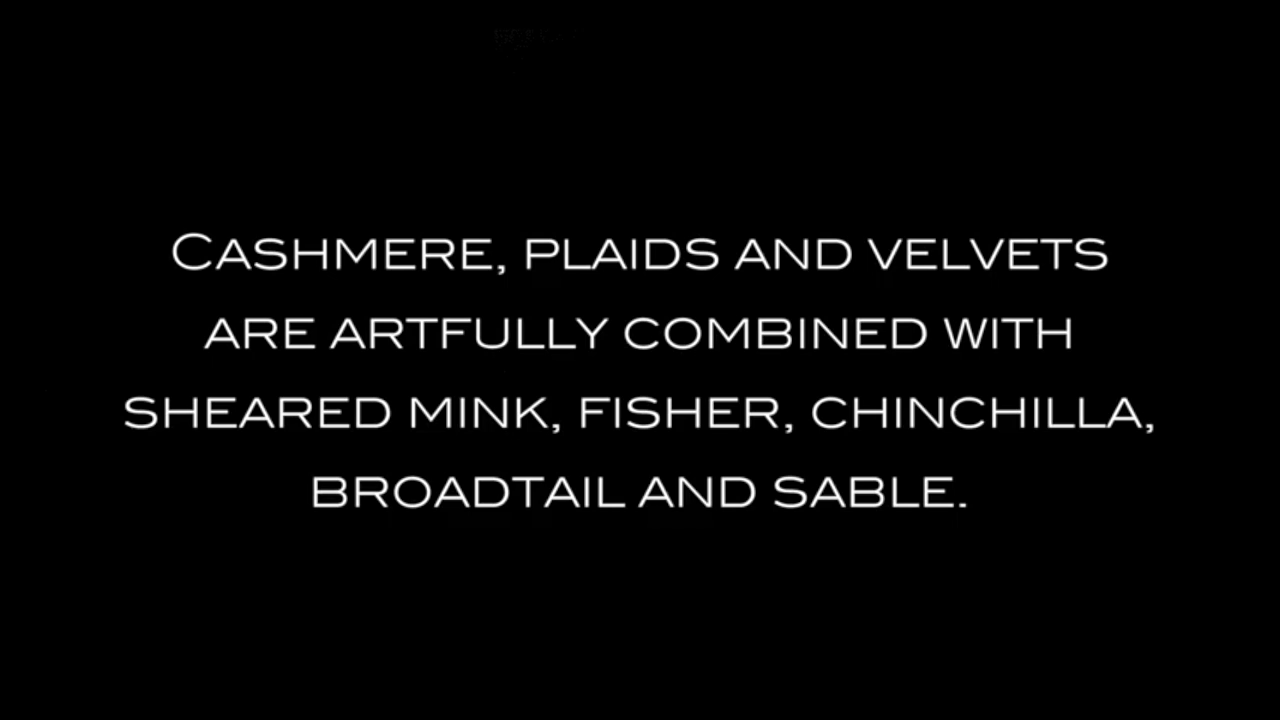 Cashmere, plaids and velvets
are artfully combined with
sheared mink, fisher, chinchilla,
broadtail and sable.